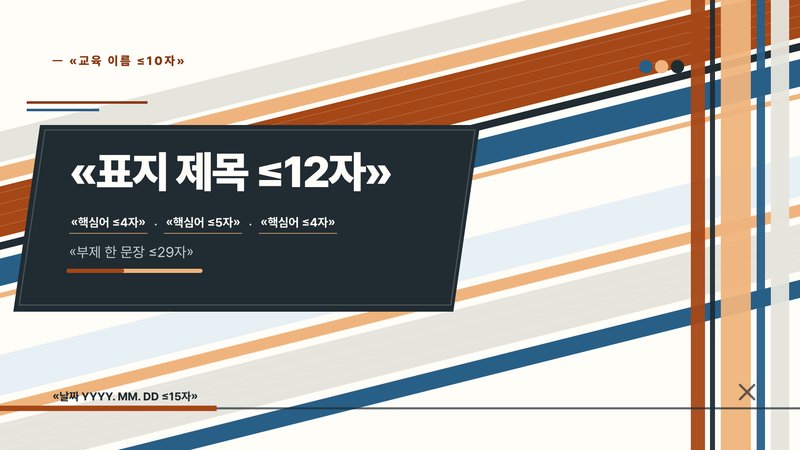 — «교육 이름 ≤10자»
«표지 제목 ≤12자»
«핵심어 ≤4자» · «핵심어 ≤5자» · «핵심어 ≤4자»
«부제 한 문장 ≤29자»
«날짜 YYYY. MM. DD ≤15자»